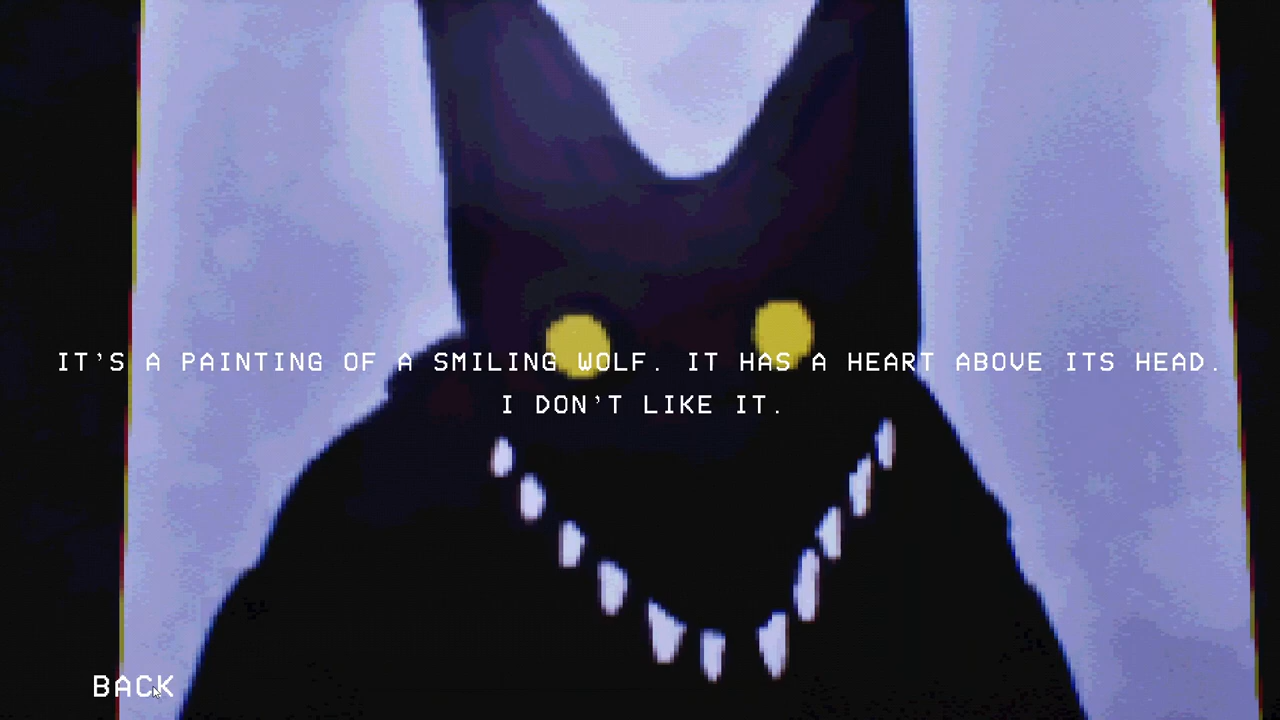 IT'S A PAINTING OF A SMILING WOLF. IT HAS A HEART ABOVE ITS HEAD.
I DON'T LIKE IT.
BACK